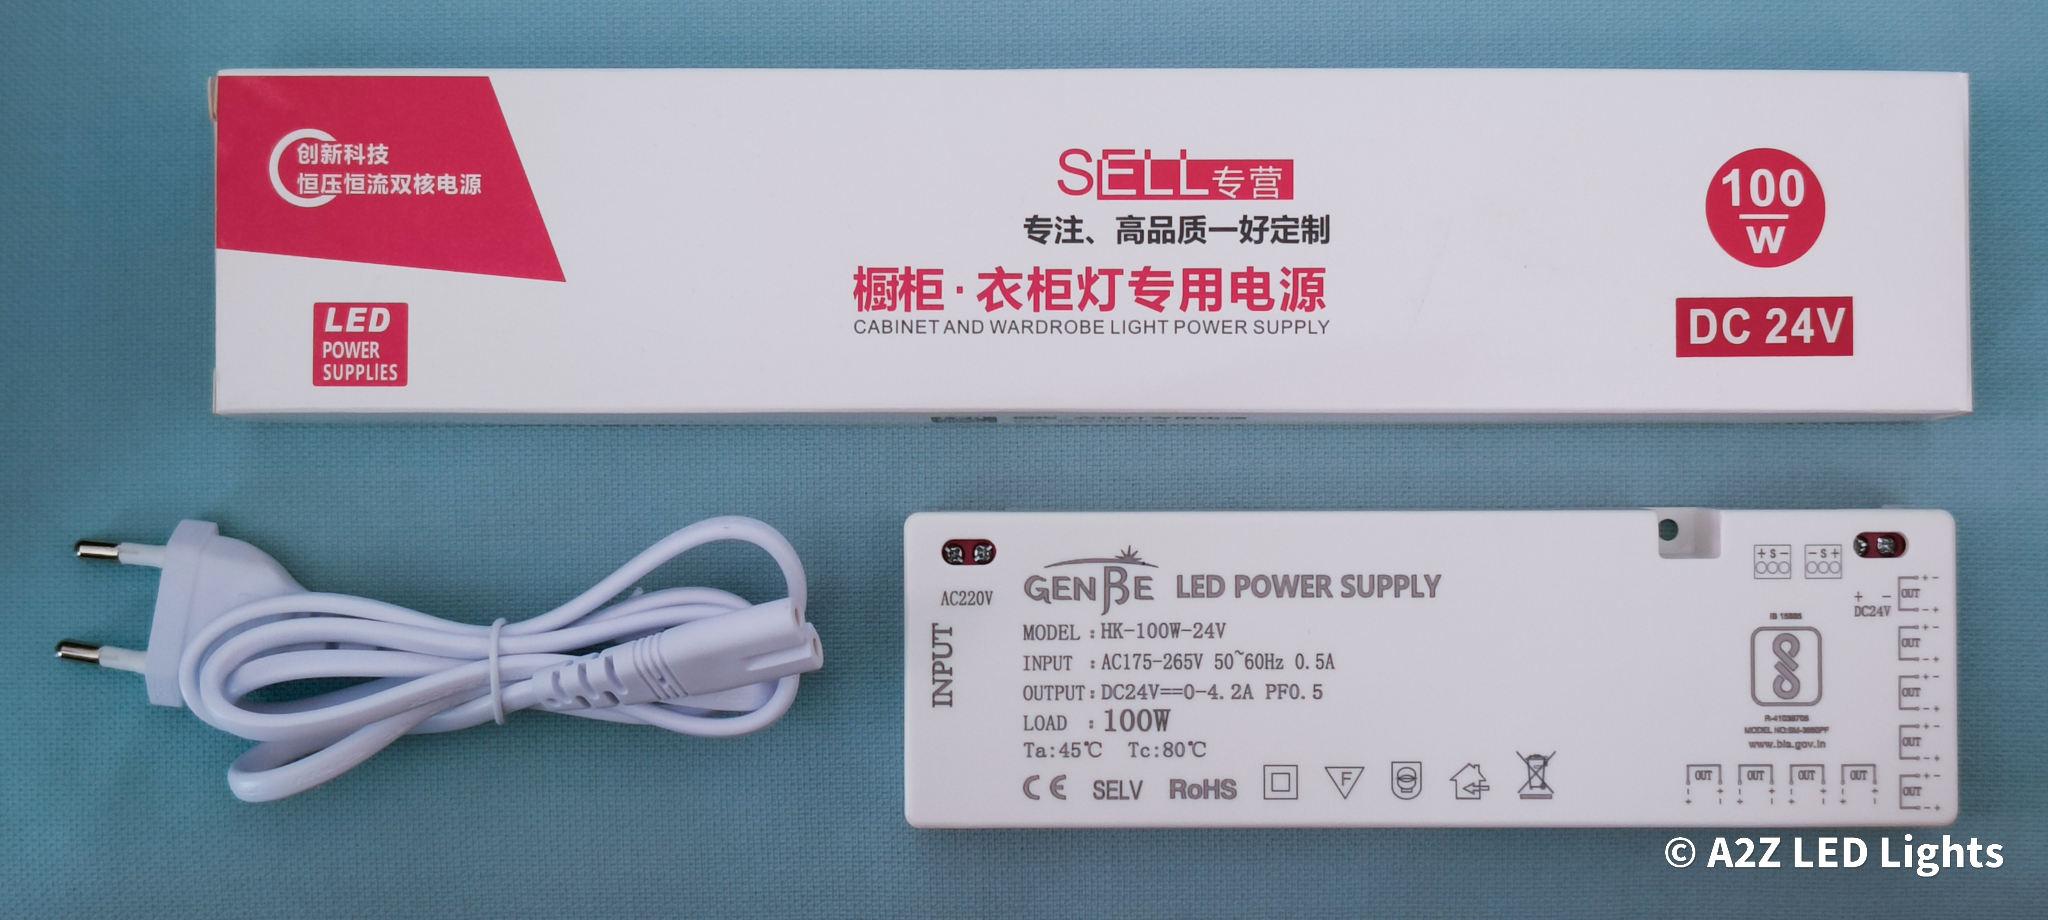 创新科技
恒压恒流双核电源
LED
POWER
SUPPLIES
SELL专营
专注、高品质一好定制
橱柜·衣柜灯专用电源
CABINET AND WARDROBE LIGHT POWER SUPPLY
100
W
DC 24V
AC220V
INPUT
GENBE LED POWER SUPPLY
MODEL : HK-100W-24V
INPUT : AC175-265V 50~60Hz 0.5A
OUTPUT : DC24V==0-4.2A PF0.5
LOAD : 100W
Ta:45℃ Tc:80℃
CE SELV RoHS F
+ S - - S +
+ -
DC24V
www.bis.gov.in
OUT
OUT
OUT
OUT
OUT
OUT OUT OUT OUT
© A2Z LED Lights